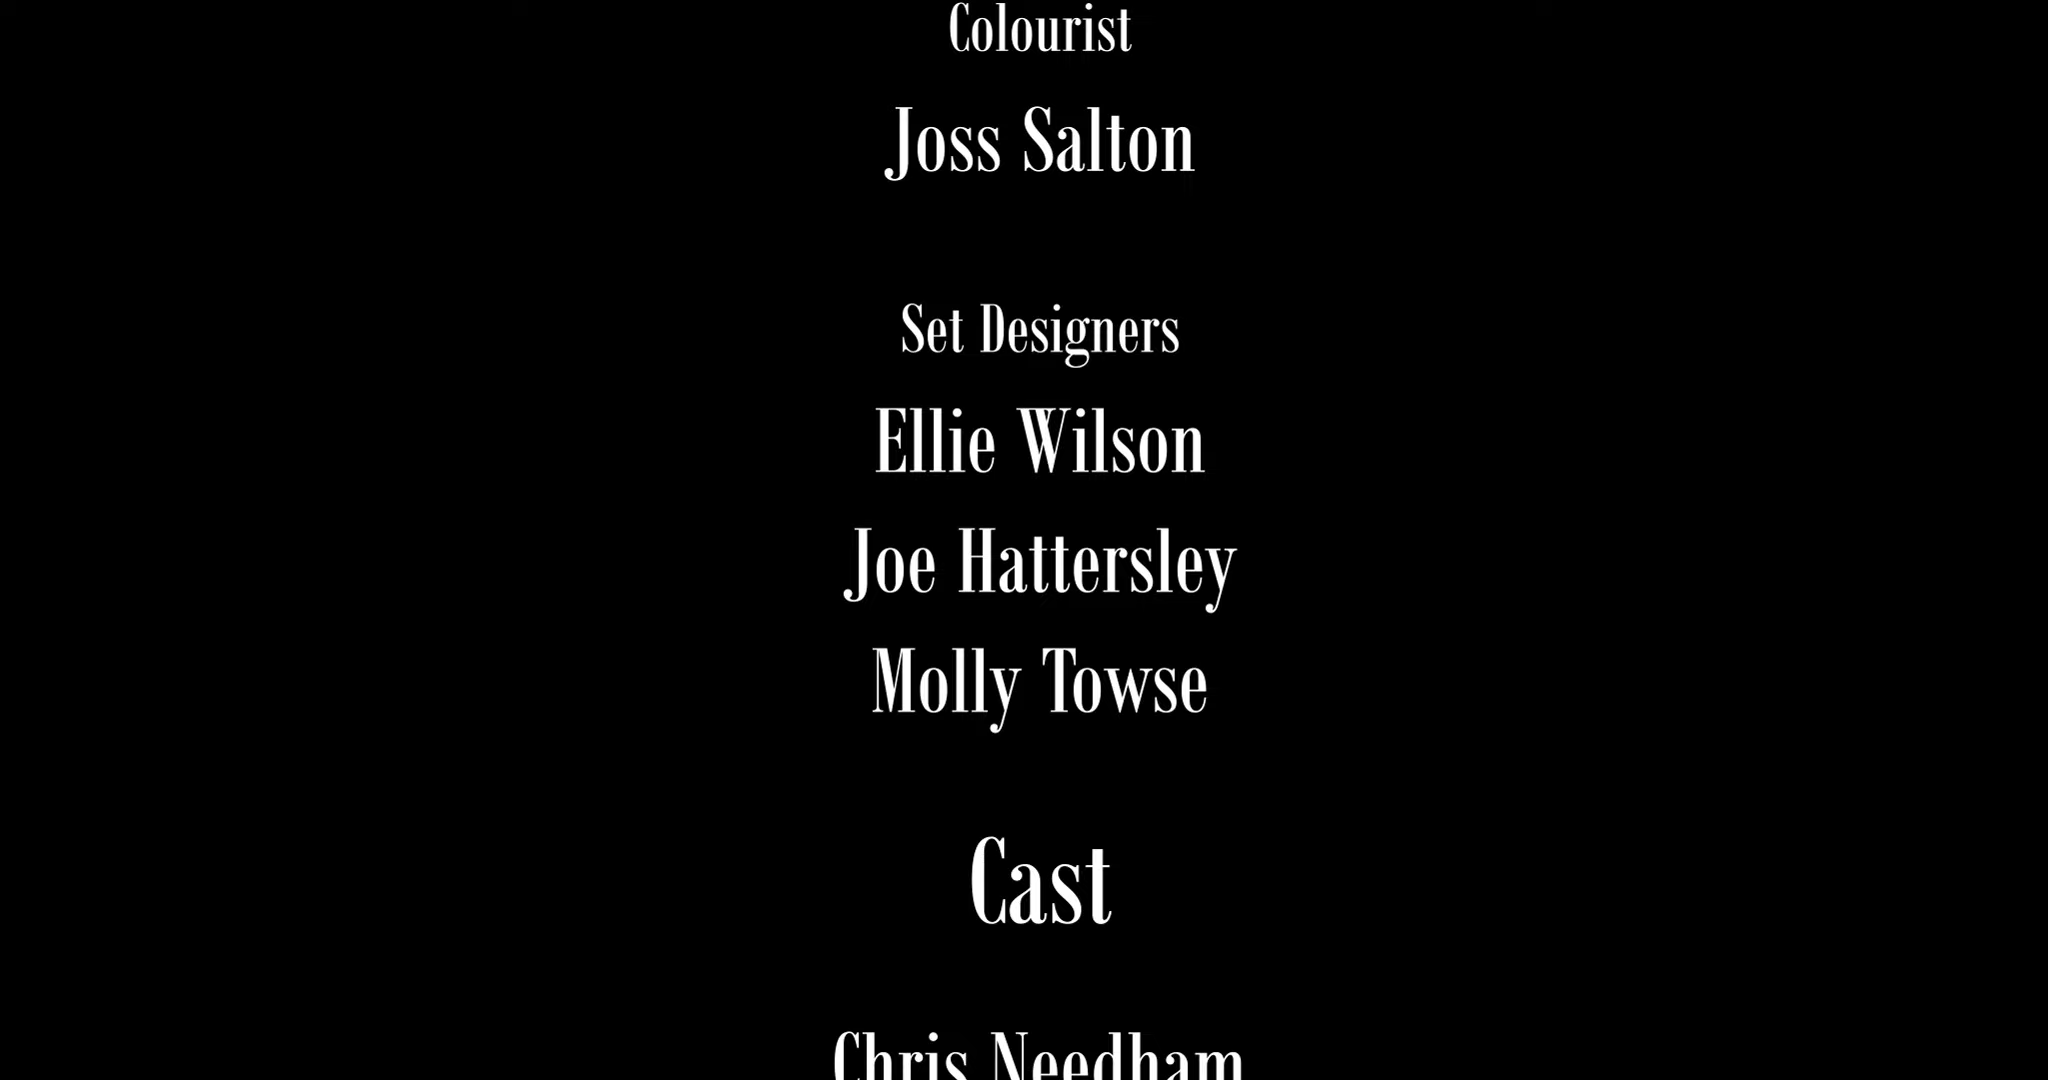 Colourist
Joss Salton
Set Designers
Ellie Wilson
Joe Hattersley
Molly Towse
Cast
Chris Needham